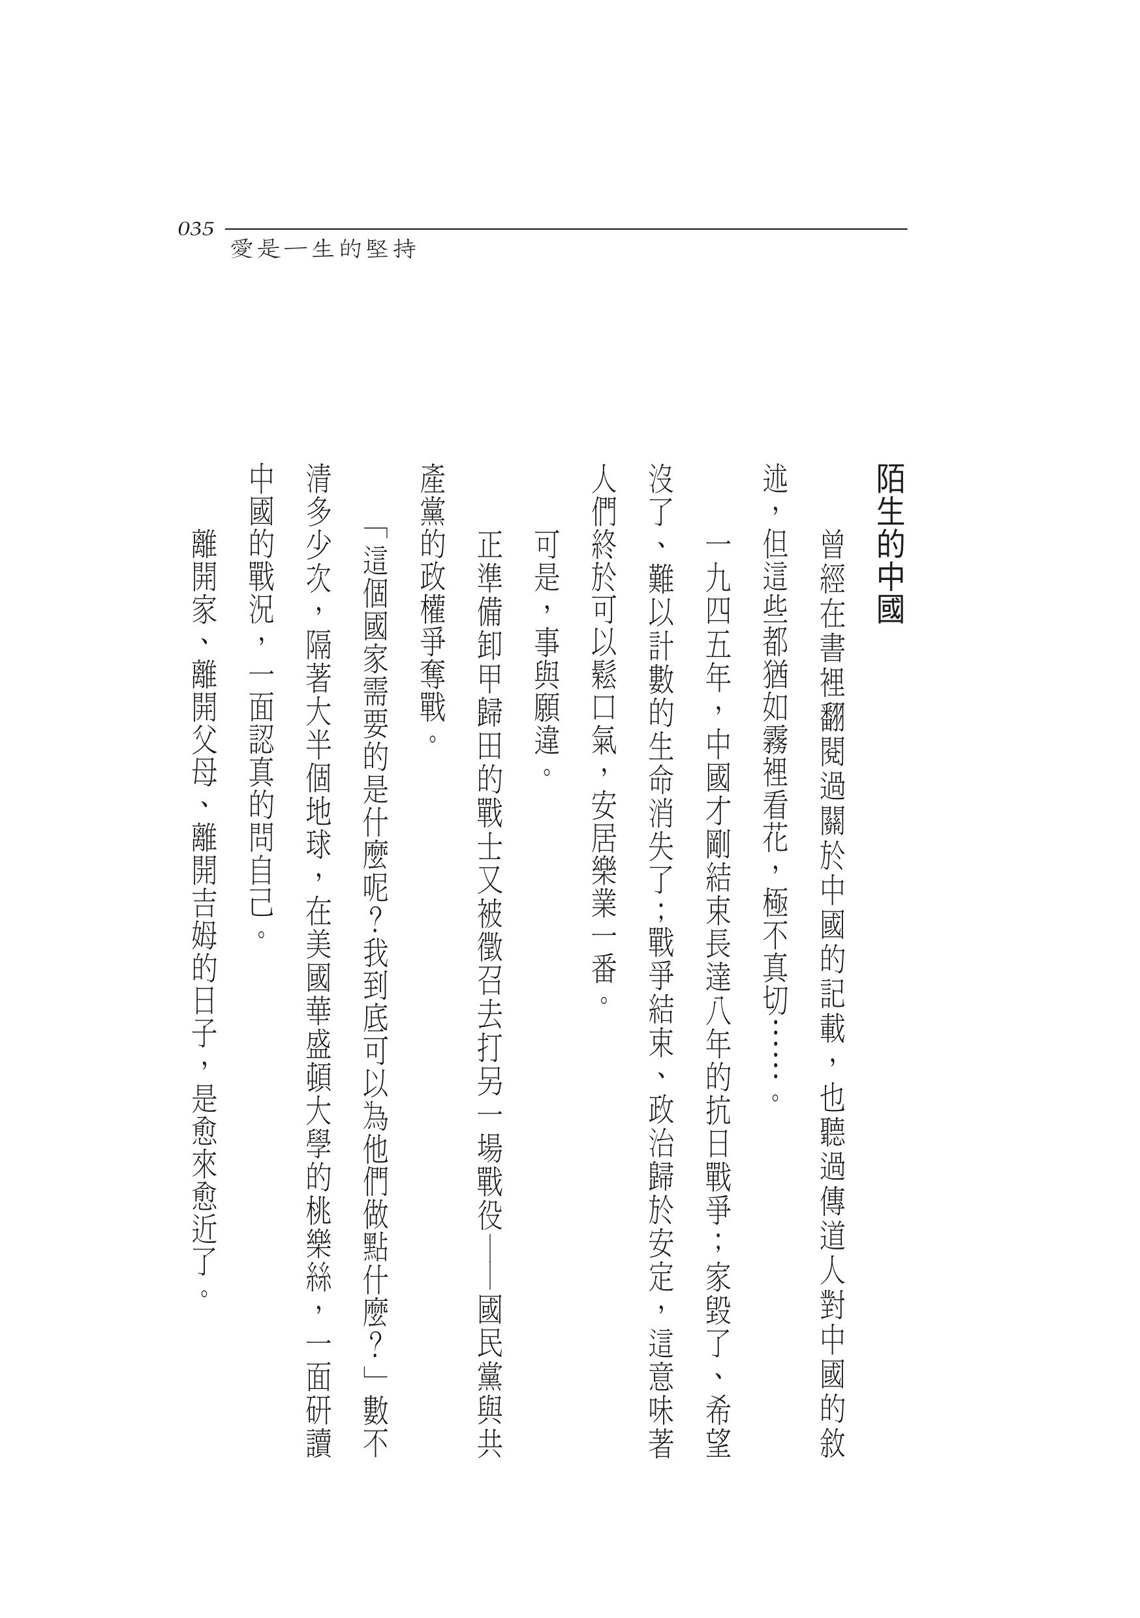 035
愛是一生的堅持
陌生的中國
曾經在書裡翻閱過關於中國的記載，也聽過傳道人對中國的敘
述，但這些都猶如霧裡看花，極不真切……。
一九四五年，中國才剛結束長達八年的抗日戰爭；家毀了、希望
沒了、難以計數的生命消失了；戰爭結束、政治歸於安定，這意味著
人們終於可以鬆口氣，安居樂業一番。
可是，事與願違。
正準備卸甲歸田的戰士又被徵召去打另一場戰役——國民黨與共
產黨的政權爭奪戰。
「這個國家需要的是什麼呢？我到底可以為他們做點什麼？」數不
清多少次，隔著大半個地球，在美國華盛頓大學的桃樂絲，一面研讀
中國的戰況，一面認真的問自己。
離開家、離開父母、離開吉姆的日子，是愈來愈近了。